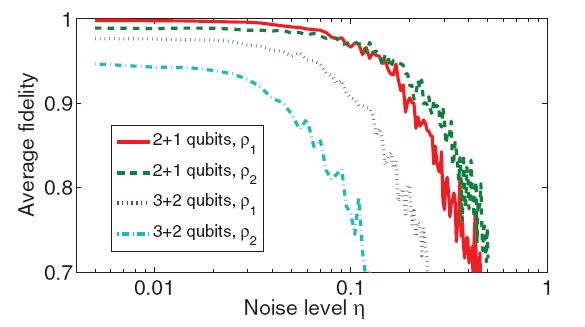 1
0.9
0.8
0.7
Average fidelity
2+1 qubits, ρ1
2+1 qubits, ρ2
3+2 qubits, ρ1
3+2 qubits, ρ2
0.01 0.1 1
Noise level η